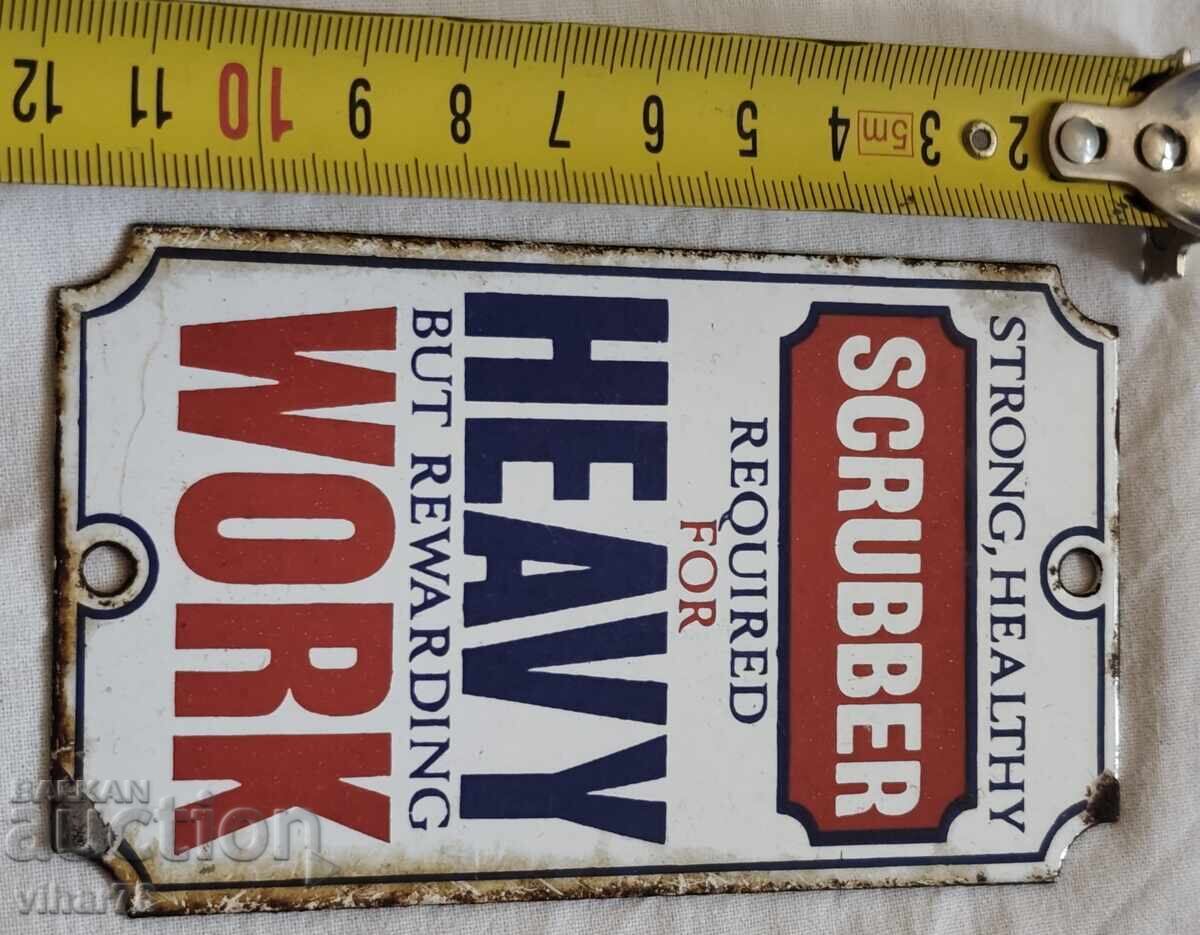 STRONG, HEALTHY
SCRUBBER
REQUIRED
FOR
HEAVY
BUT REWARDING
WORK
2 3 5m 4 5 6 7 8 9 10 11 12
BALKAN
auction